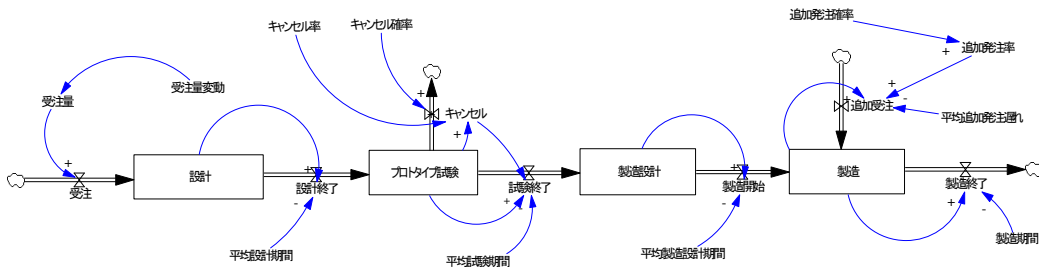 キャンセル率
キャンセル確率
追加発注確率
追加発注率
受注量
受注量変動
キャンセル
追加受注
平均追加発注遅れ
+
+
+
+
-
+
+
設計
プロトタイプ試験
製造設計
製造
受注
+
設計終了
試験終了
+
製造開始
製造終了
-
+
-
-
+
-
平均設計期間
平均試験期間
平均製造設計期間
製造期間